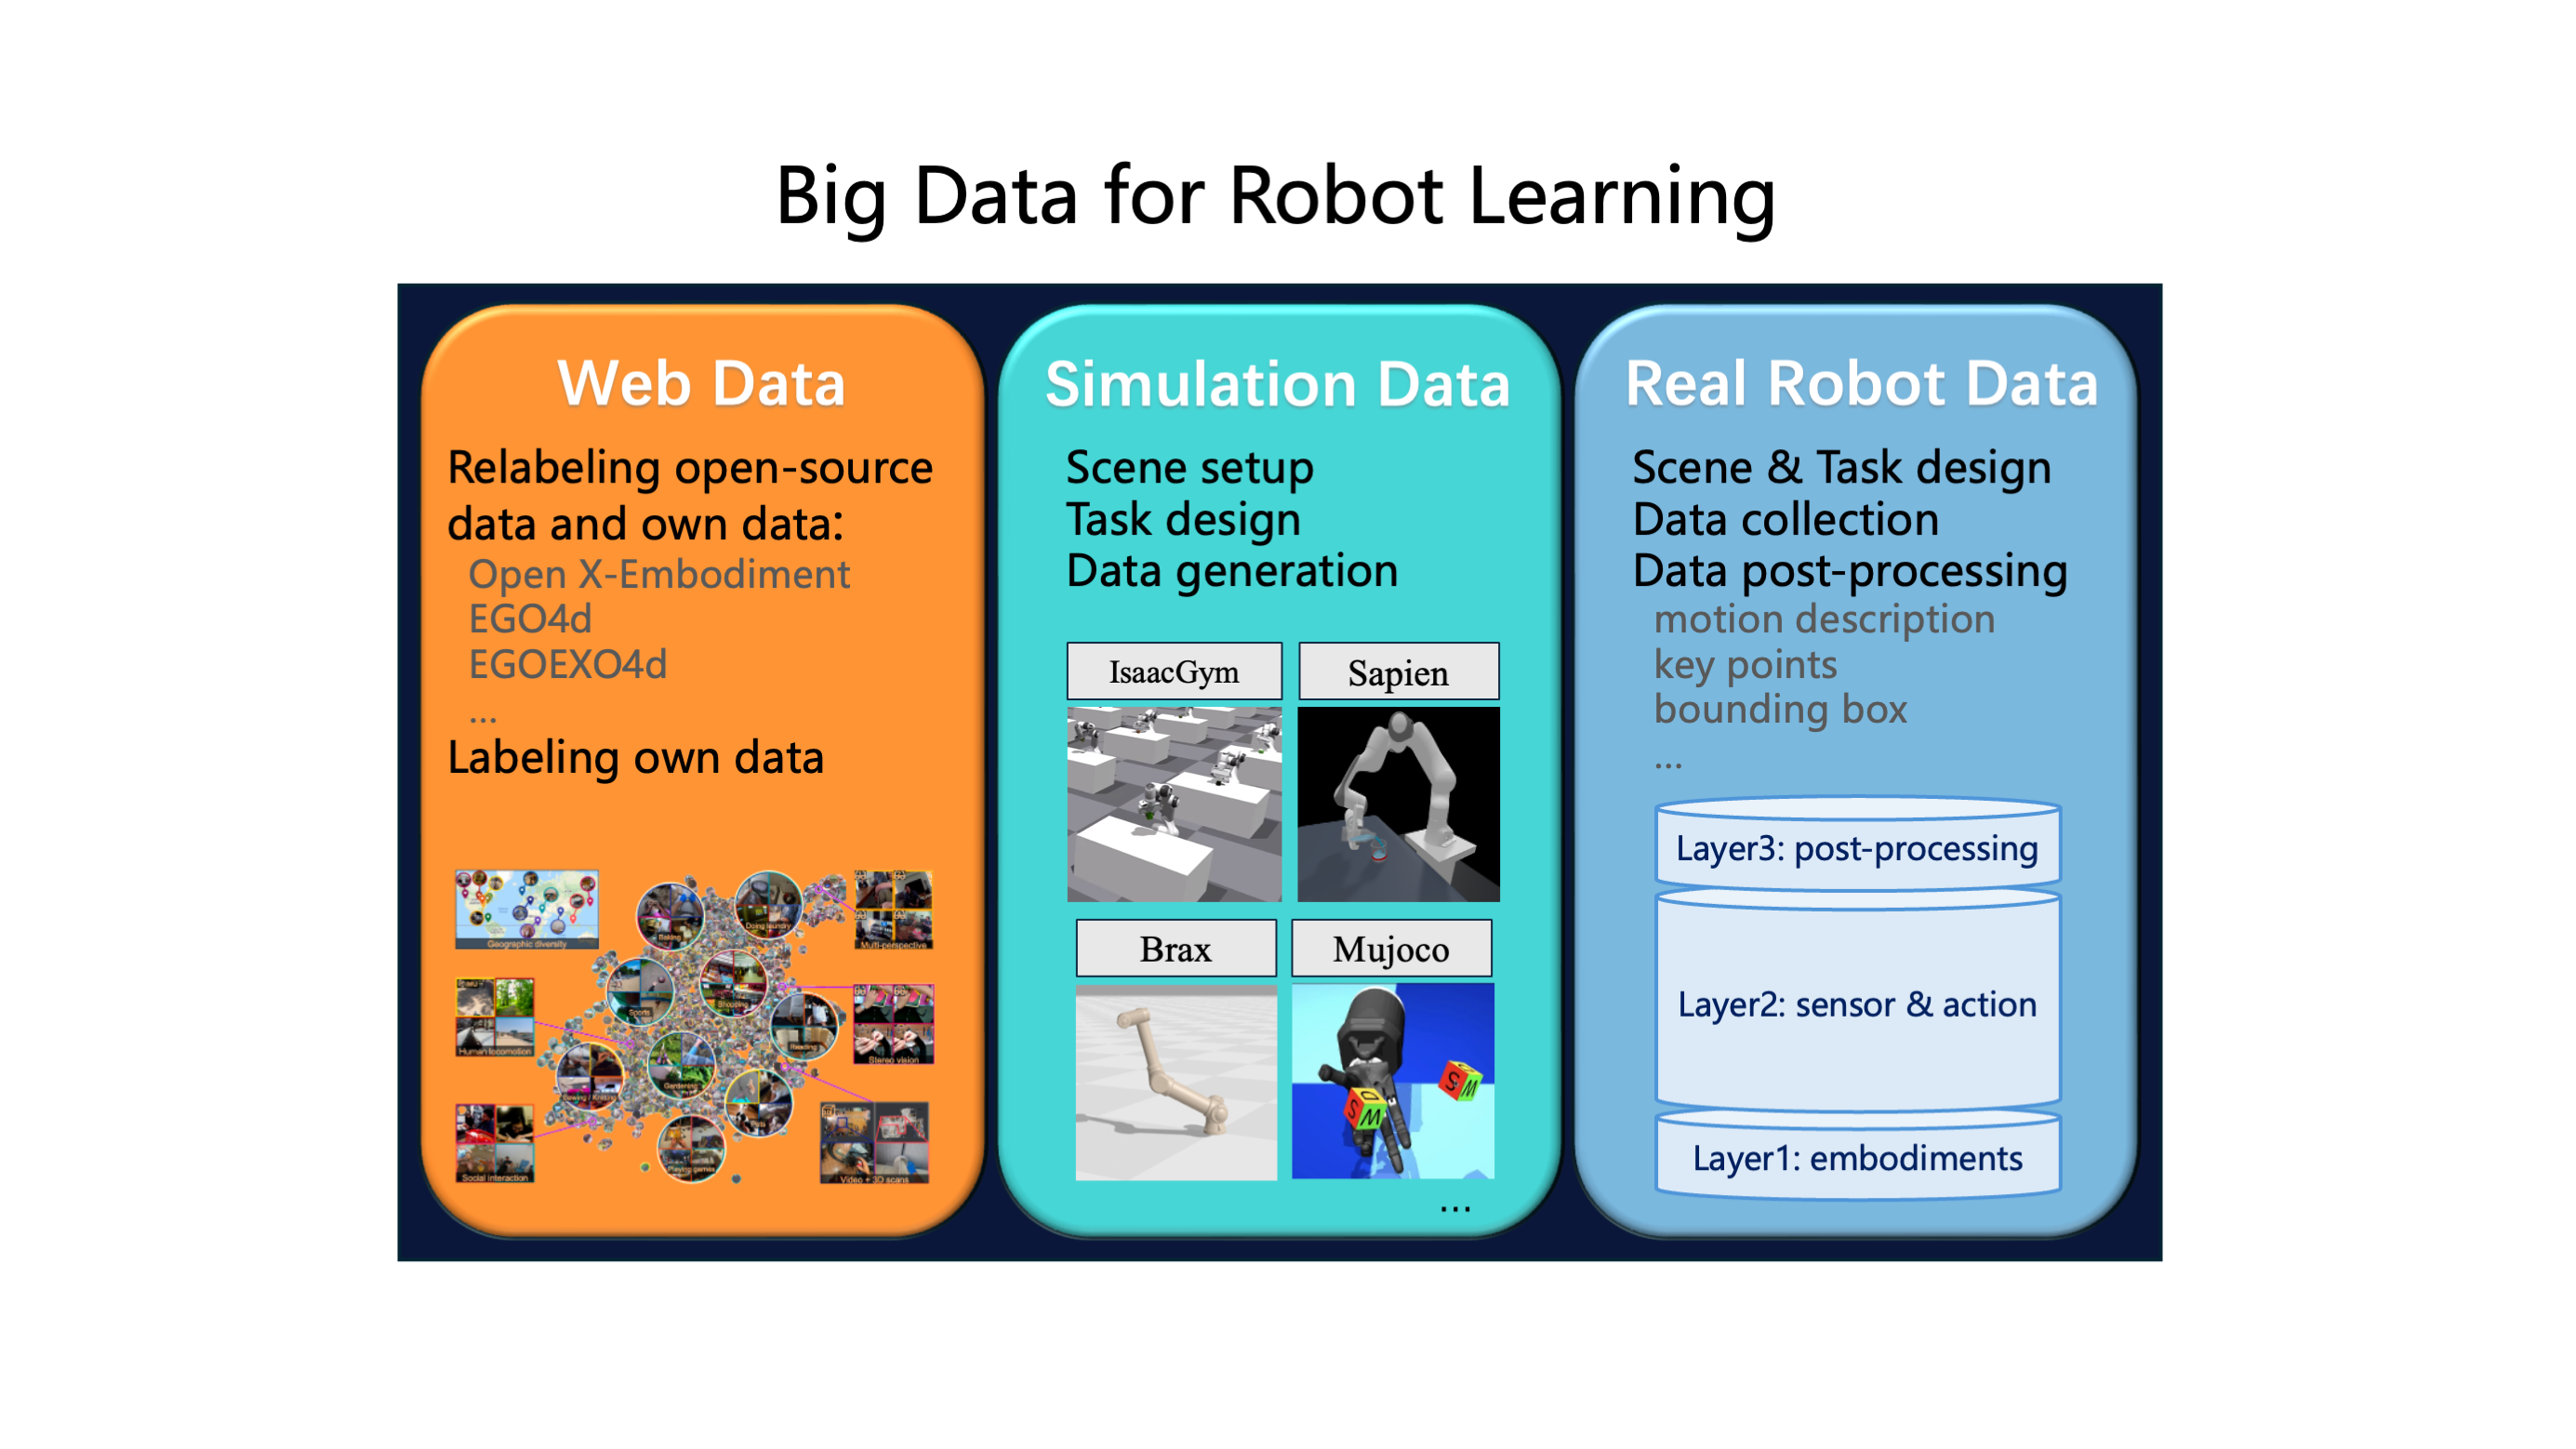 Big Data for Robot Learning
Web Data
Relabeling open-source
data and own data:
Open X-Embodiment
EGO4d
EGOEXO4d
...
Labeling own data
Geographic diversity
Baking
Doing laundry
Multi-perspective
Sports
Shopping
Reading
Human locomotion
Stereo vision
Gardening
Sewing / Knitting
Pets
Social interaction
Playing games
Video + 3D scans
Simulation Data
Scene setup
Task design
Data generation
IsaacGym
Sapien
Brax
Mujoco
S
M
O
S
M
...
Real Robot Data
Scene & Task design
Data collection
Data post-processing
motion description
key points
bounding box
...
Layer3: post-processing
Layer2: sensor & action
Layer1: embodiments